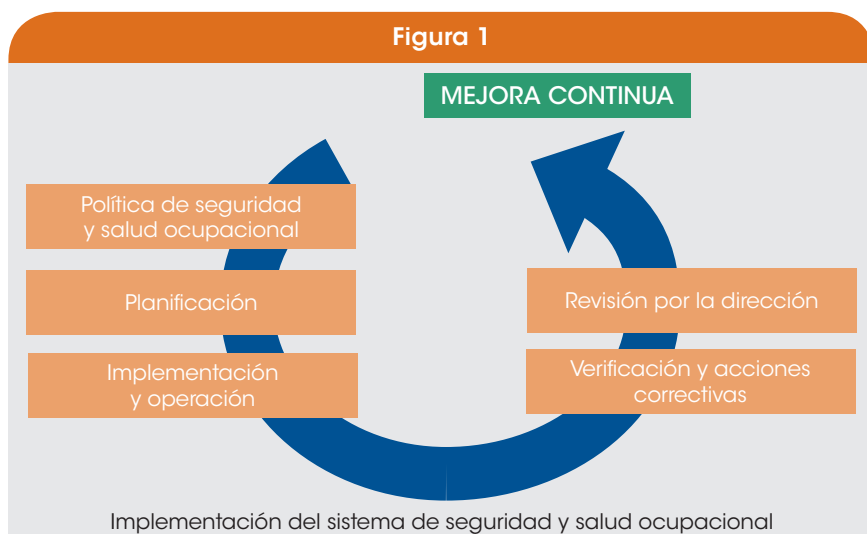 Figura 1
MEJORA CONTINUA
Política de seguridad
y salud ocupacional
Planificación
Implementación
y operación
Revisión por la dirección
Verificación y acciones
correctivas
Implementación del sistema de seguridad y salud ocupacional